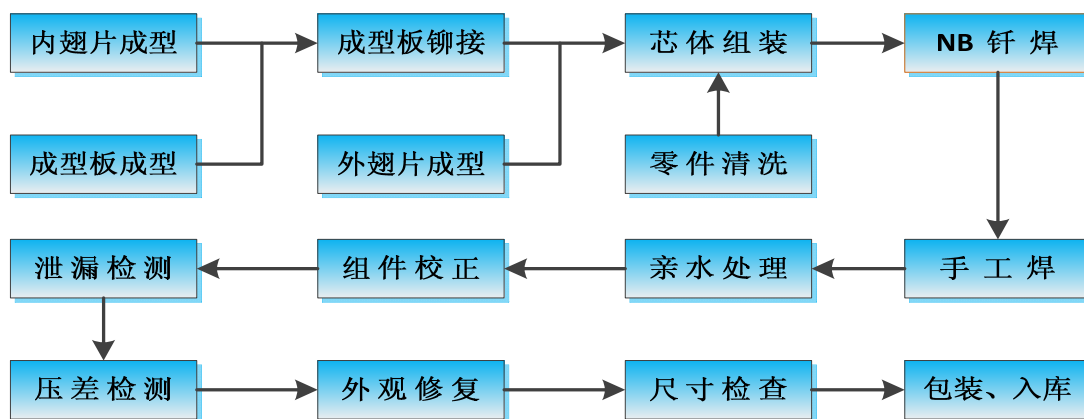 内翅片成型
成型板铆接
芯体组装
NB 钎焊
成型板成型
外翅片成型
零件清洗
泄漏检测
组件校正
亲水处理
手工焊
压差检测
外观修复
尺寸检查
包装、入库